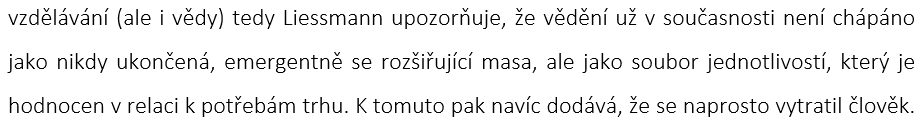 vzdělávání (ale i vědy) tedy Liessmann upozorňuje, že vědění už v současnosti není chápáno
jako nikdy ukončená, emergentně se rozšiřující masa, ale jako soubor jednotlivostí, který je
hodnocen v relaci k potřebám trhu. K tomuto pak navíc dodává, že se naprosto vytratil člověk.